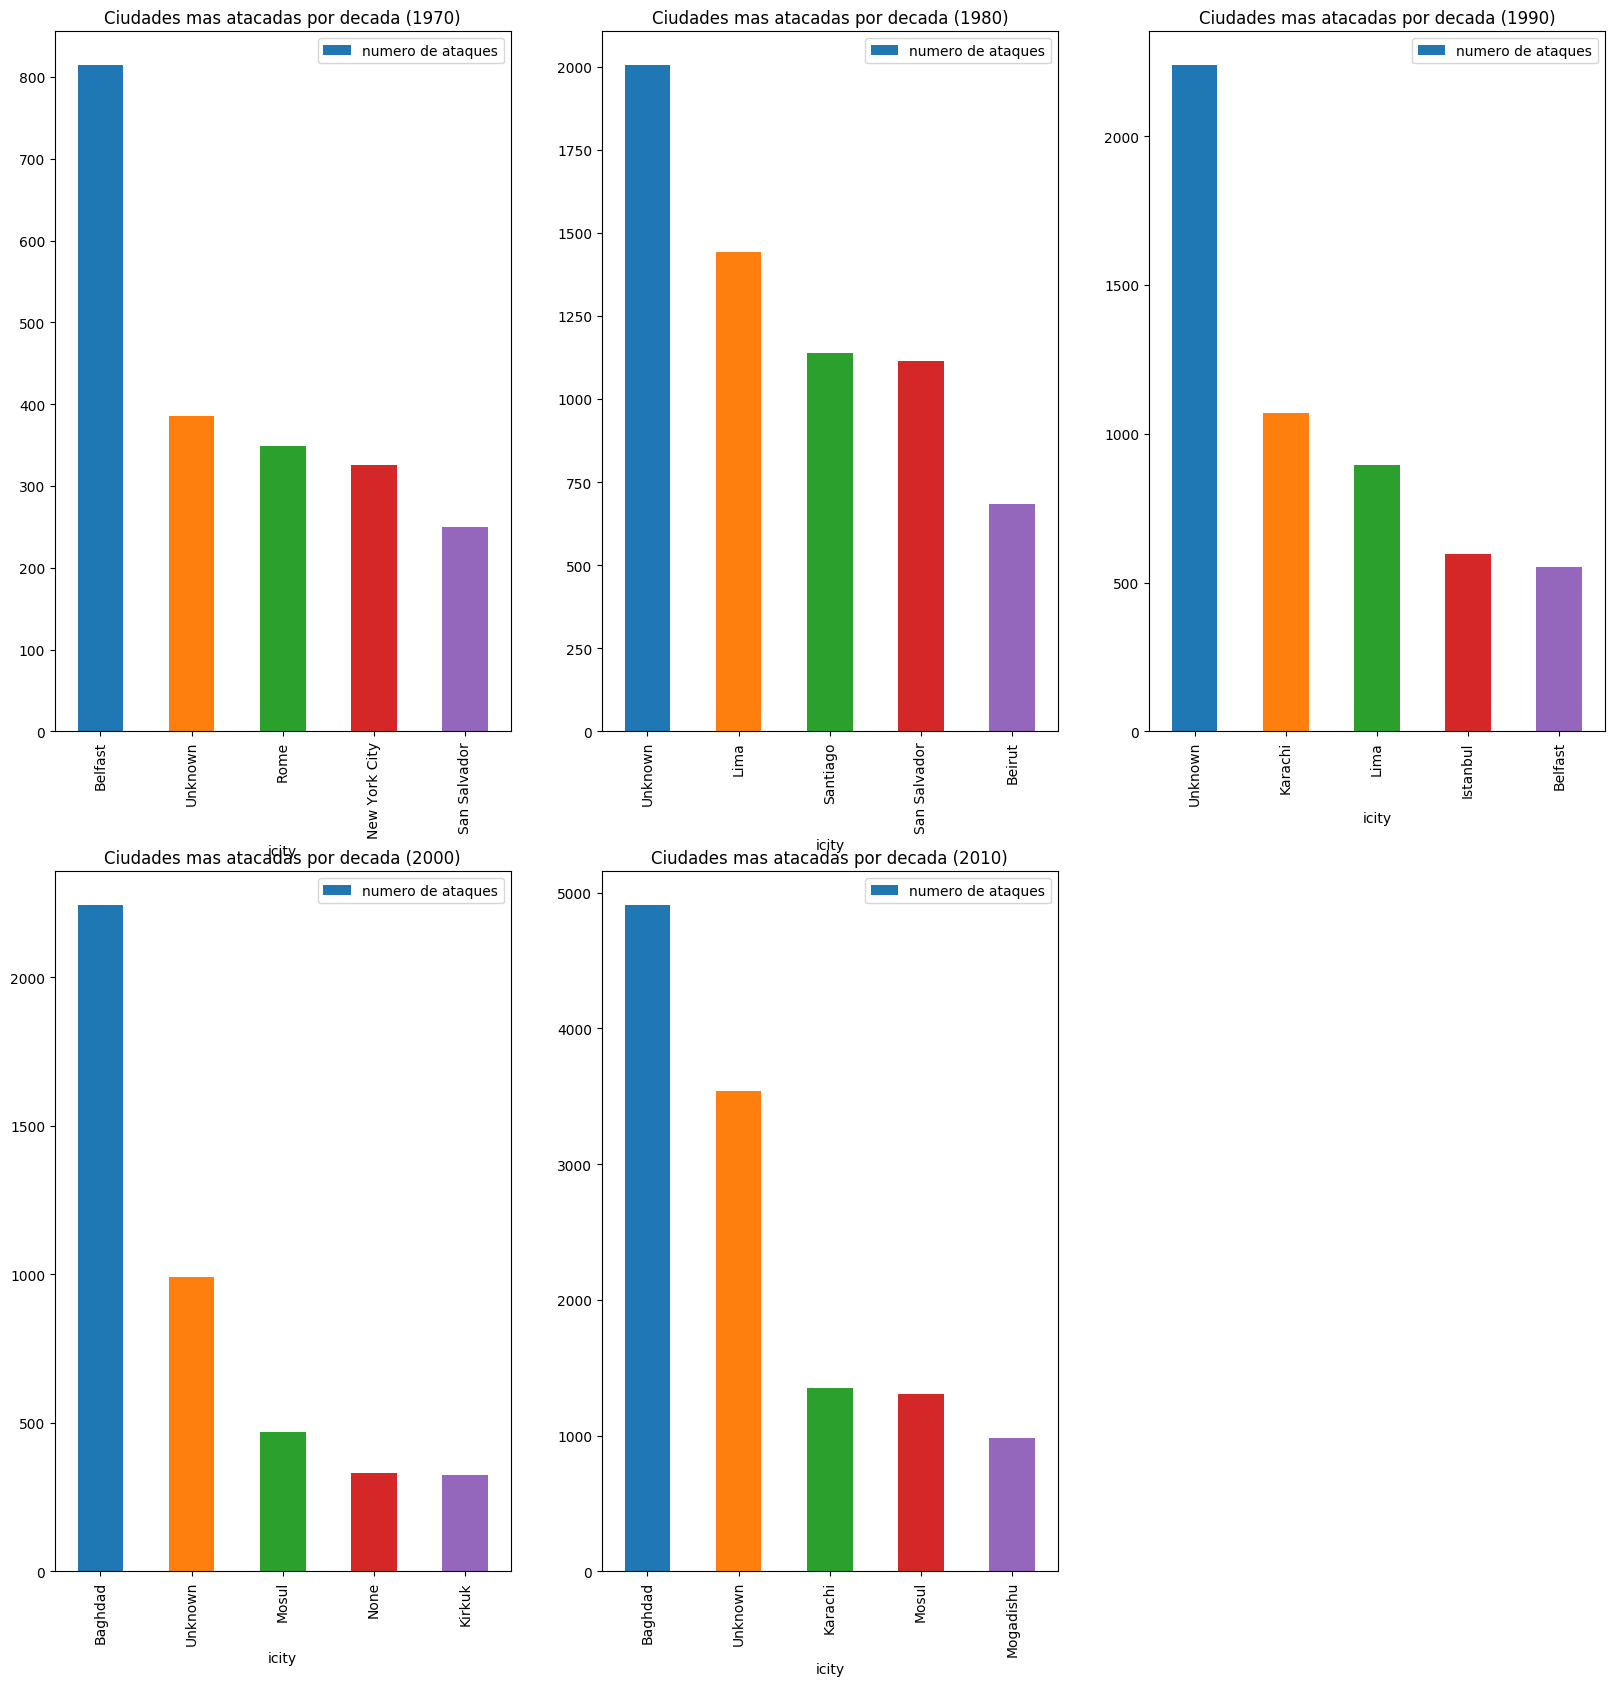 Ciudades mas atacadas por decada (1970)
numero de ataques
800
700
600
500
400
300
200
100
0
Belfast
Unknown
Rome
New York City
San Salvador
icity
Ciudades mas atacadas por decada (1980)
numero de ataques
2000
1750
1500
1250
1000
750
500
250
0
Unknown
Lima
Santiago
San Salvador
Beirut
icity
Ciudades mas atacadas por decada (1990)
numero de ataques
2000
1500
1000
500
0
Unknown
Karachi
Lima
Istanbul
Belfast
icity
Ciudades mas atacadas por decada (2000)
numero de ataques
2000
1500
1000
500
0
Baghdad
Unknown
Mosul
None
Kirkuk
icity
Ciudades mas atacadas por decada (2010)
numero de ataques
5000
4000
3000
2000
1000
0
Baghdad
Unknown
Karachi
Mosul
Mogadishu
icity